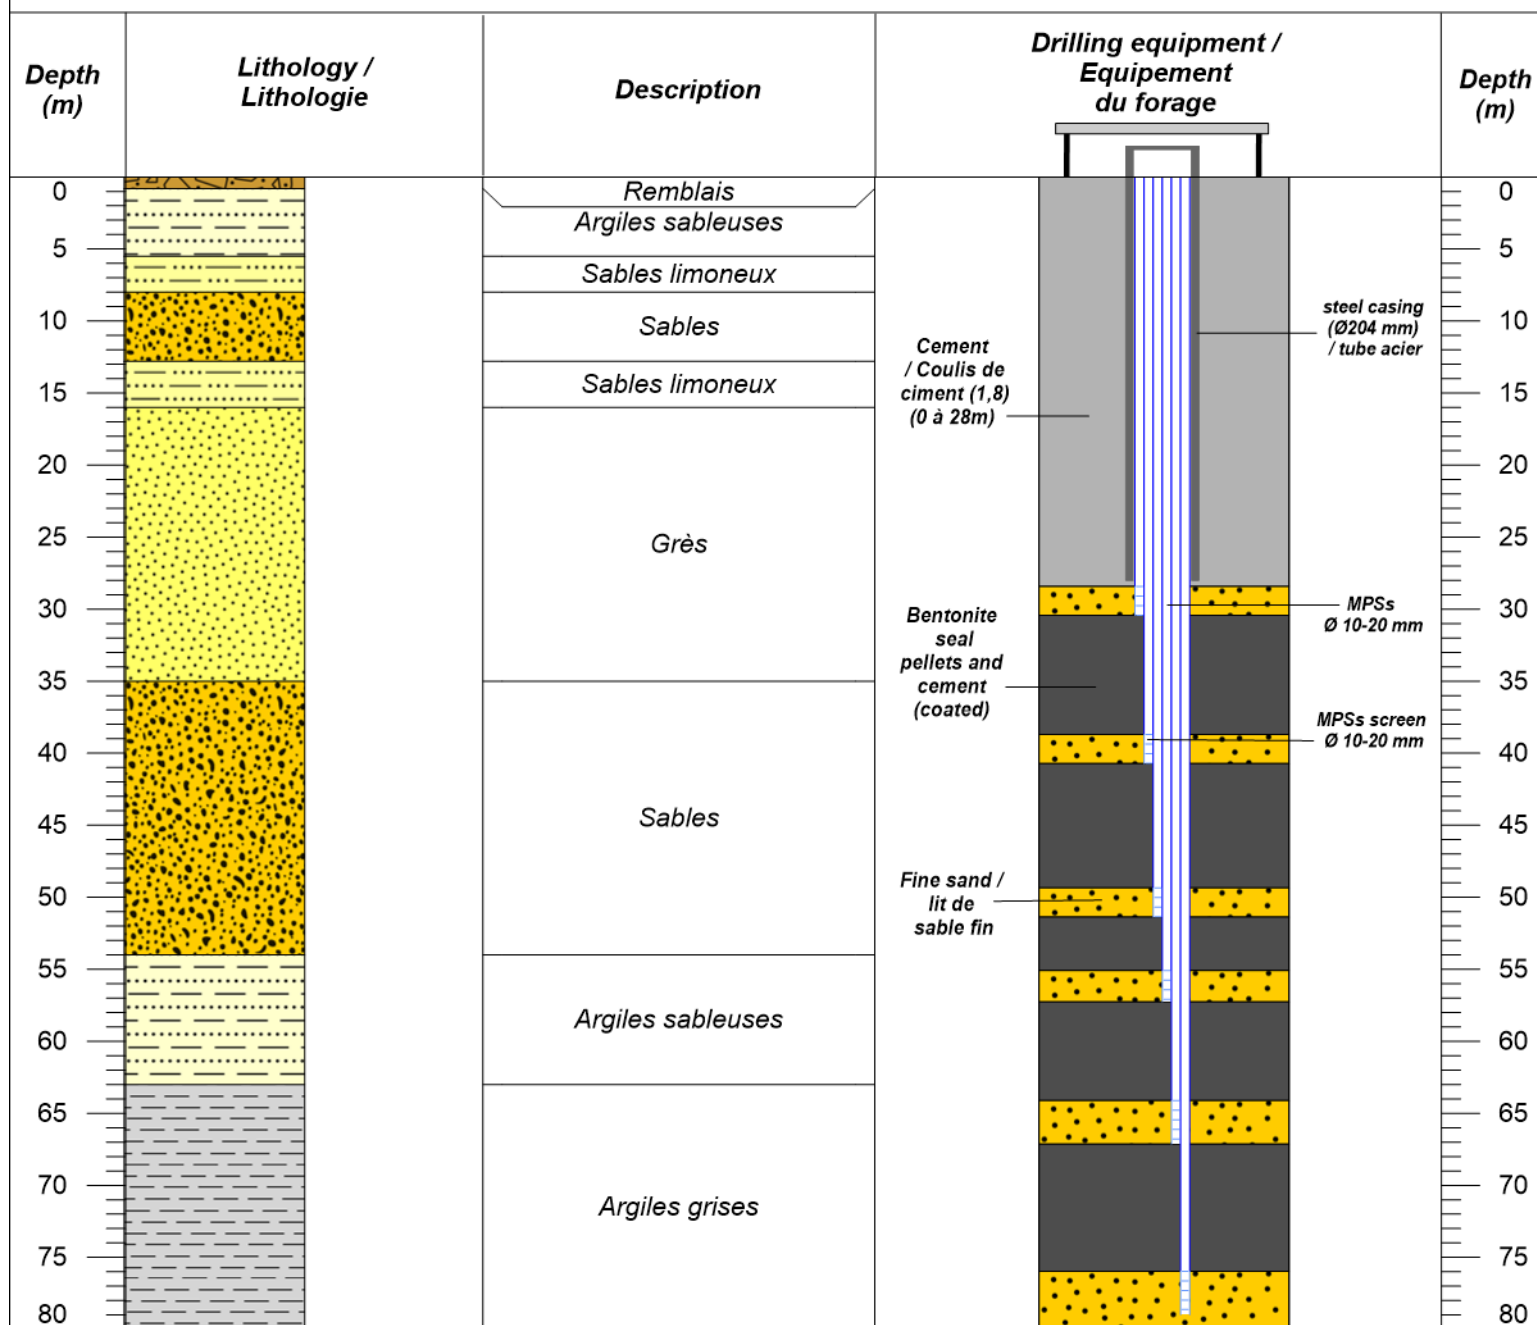 Depth
(m)
Lithology /
Lithologie
Description
Drilling equipment /
Equipement
du forage
Depth
(m)
0
5
10
15
20
25
30
35
40
45
50
55
60
65
70
75
80
Remblais
Argiles sableuses
Sables limoneux
Sables
Sables limoneux
Grès
Sables
Argiles sableuses
Argiles grises
Cement
/ Coulis de
ciment (1,8)
(0 à 28m)
Bentonite
seal
pellets and
cement
(coated)
Fine sand /
lit de
sable fin
steel casing
(Ø204 mm)
/ tube acier
MPSs
Ø 10-20 mm
MPSs screen
Ø 10-20 mm
0
5
10
15
20
25
30
35
40
45
50
55
60
65
70
75
80